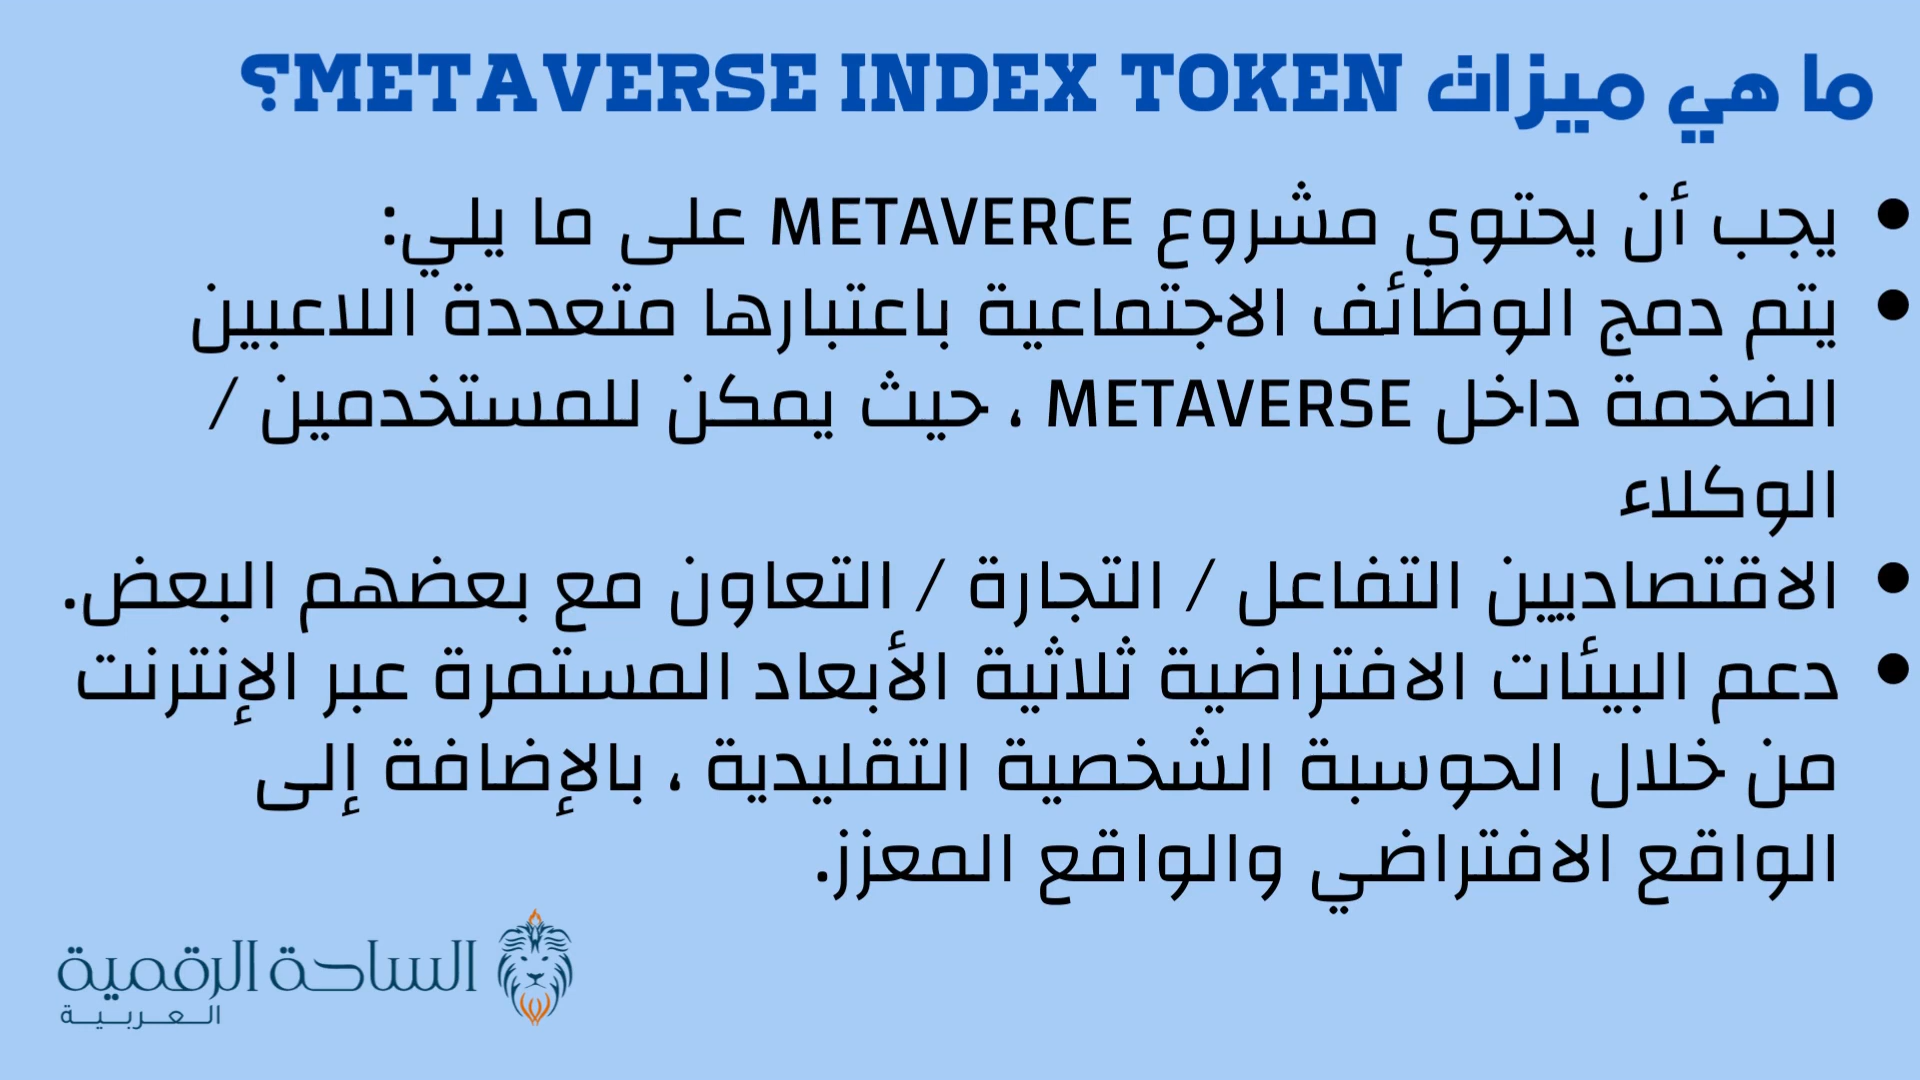 ما هي ميزات METAVERSE INDEX TOKEN؟
• يجب أن يحتوي مشروع METAVERCE على ما يلي:
• يتم دمج الوظائف الاجتماعية باعتبارها متعددة اللاعبين
الضخمة داخل METAVERSE ، حيث يمكن للمستخدمين /
الوكلاء
• الاقتصاديين التفاعل / التجارة / التعاون مع بعضهم البعض.
• دعم البيئات الافتراضية ثلاثية الأبعاد المستمرة عبر الإنترنت
من خلال الحوسبة الشخصية التقليدية ، بالإضافة إلى
الواقع الافتراضي والواقع المعزز.
الساحة الرقمية
العربية